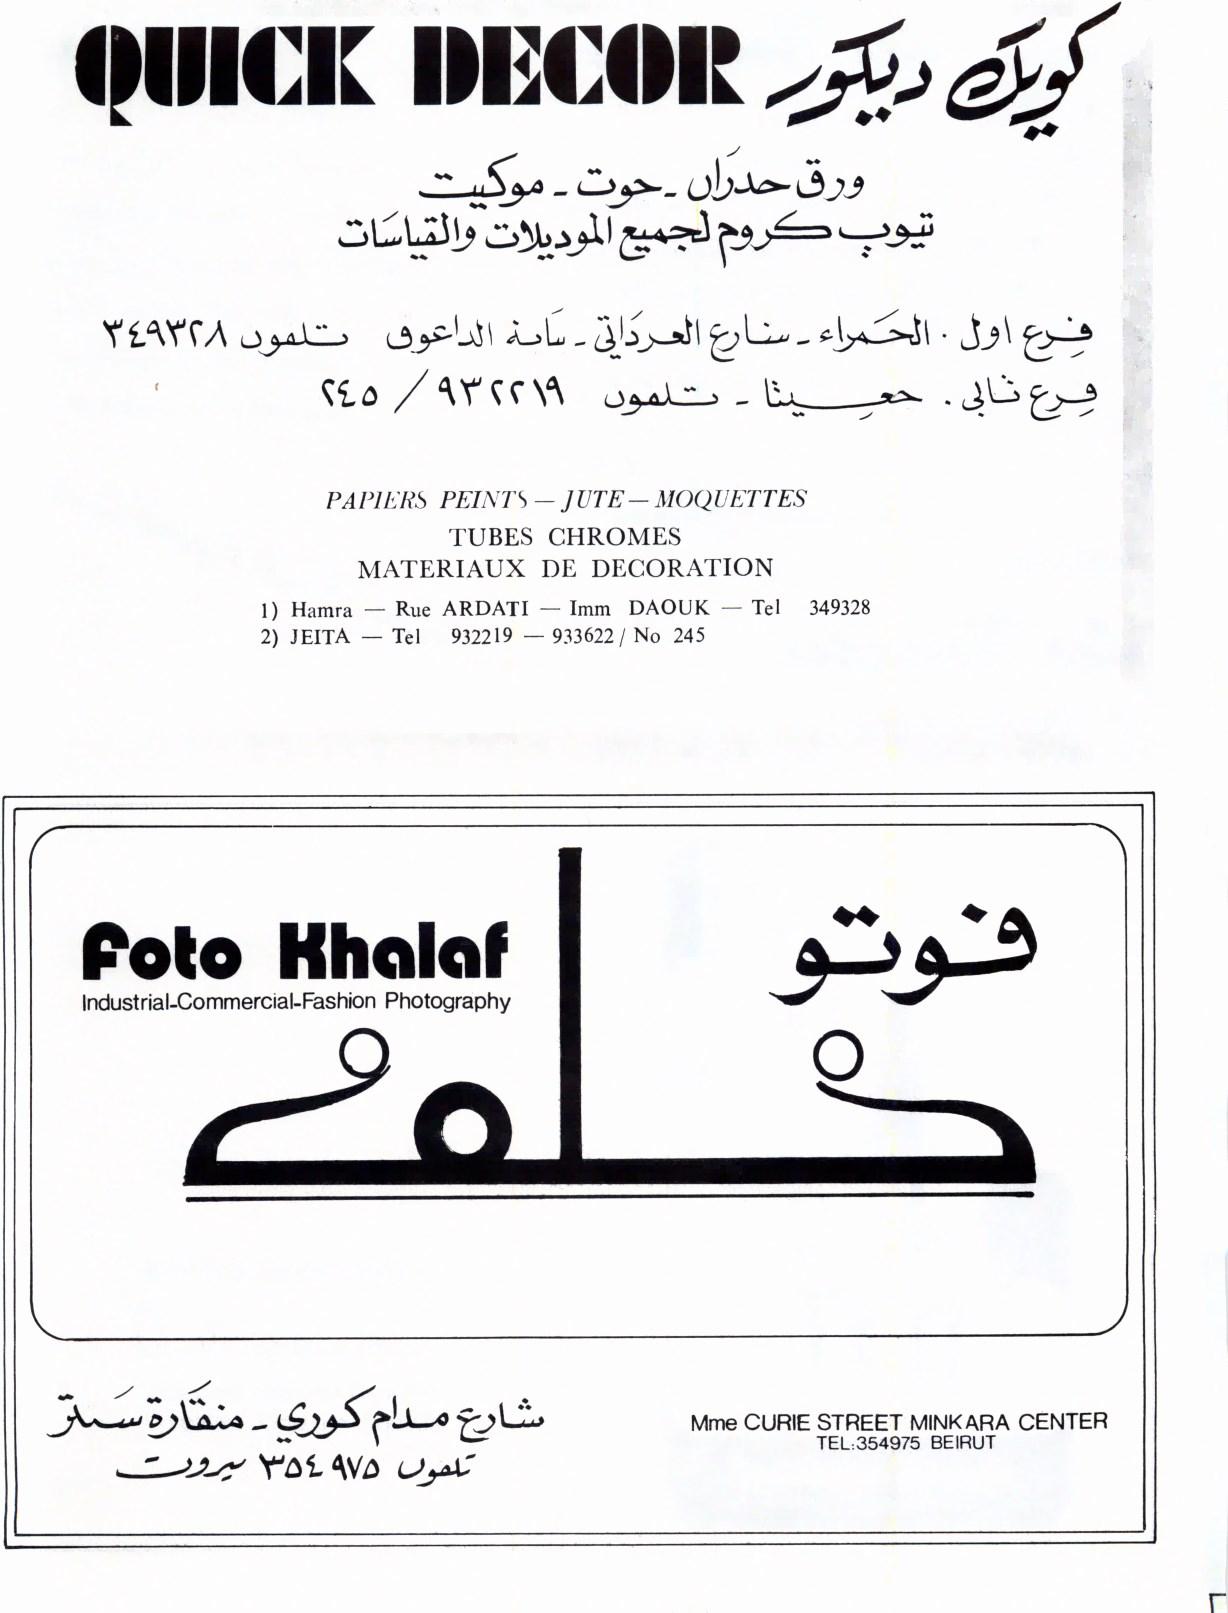 QUICK DECOR كويك ديكور
ورق جدران - جوت - موكيت
تيوب كروم لجميع الموديلات والقياسات
فرع اول . الحمراء - شارع العرداتي - بناية الداعوق تلفون ٣٤٩٣٢٨
فرع ثاني . جعيتا - تلفون ٩٣٢٢١٩ / ٢٤٥
PAPIERS PEINTS — JUTE — MOQUETTES
TUBES CHROMES
MATERIAUX DE DECORATION
1) Hamra — Rue ARDATI — Imm DAOUK — Tel 349328
2) JEITA — Tel 932219 — 933622 / No 245
فوتو
Foto Khalaf
Industrial-Commercial-Fashion Photography
خلف
شارع مدام كوري - منقارة سنتر
تلفون ٣٥٤٩٧٥ بيروت
Mme CURIE STREET MINKARA CENTER
TEL:354975 BEIRUT